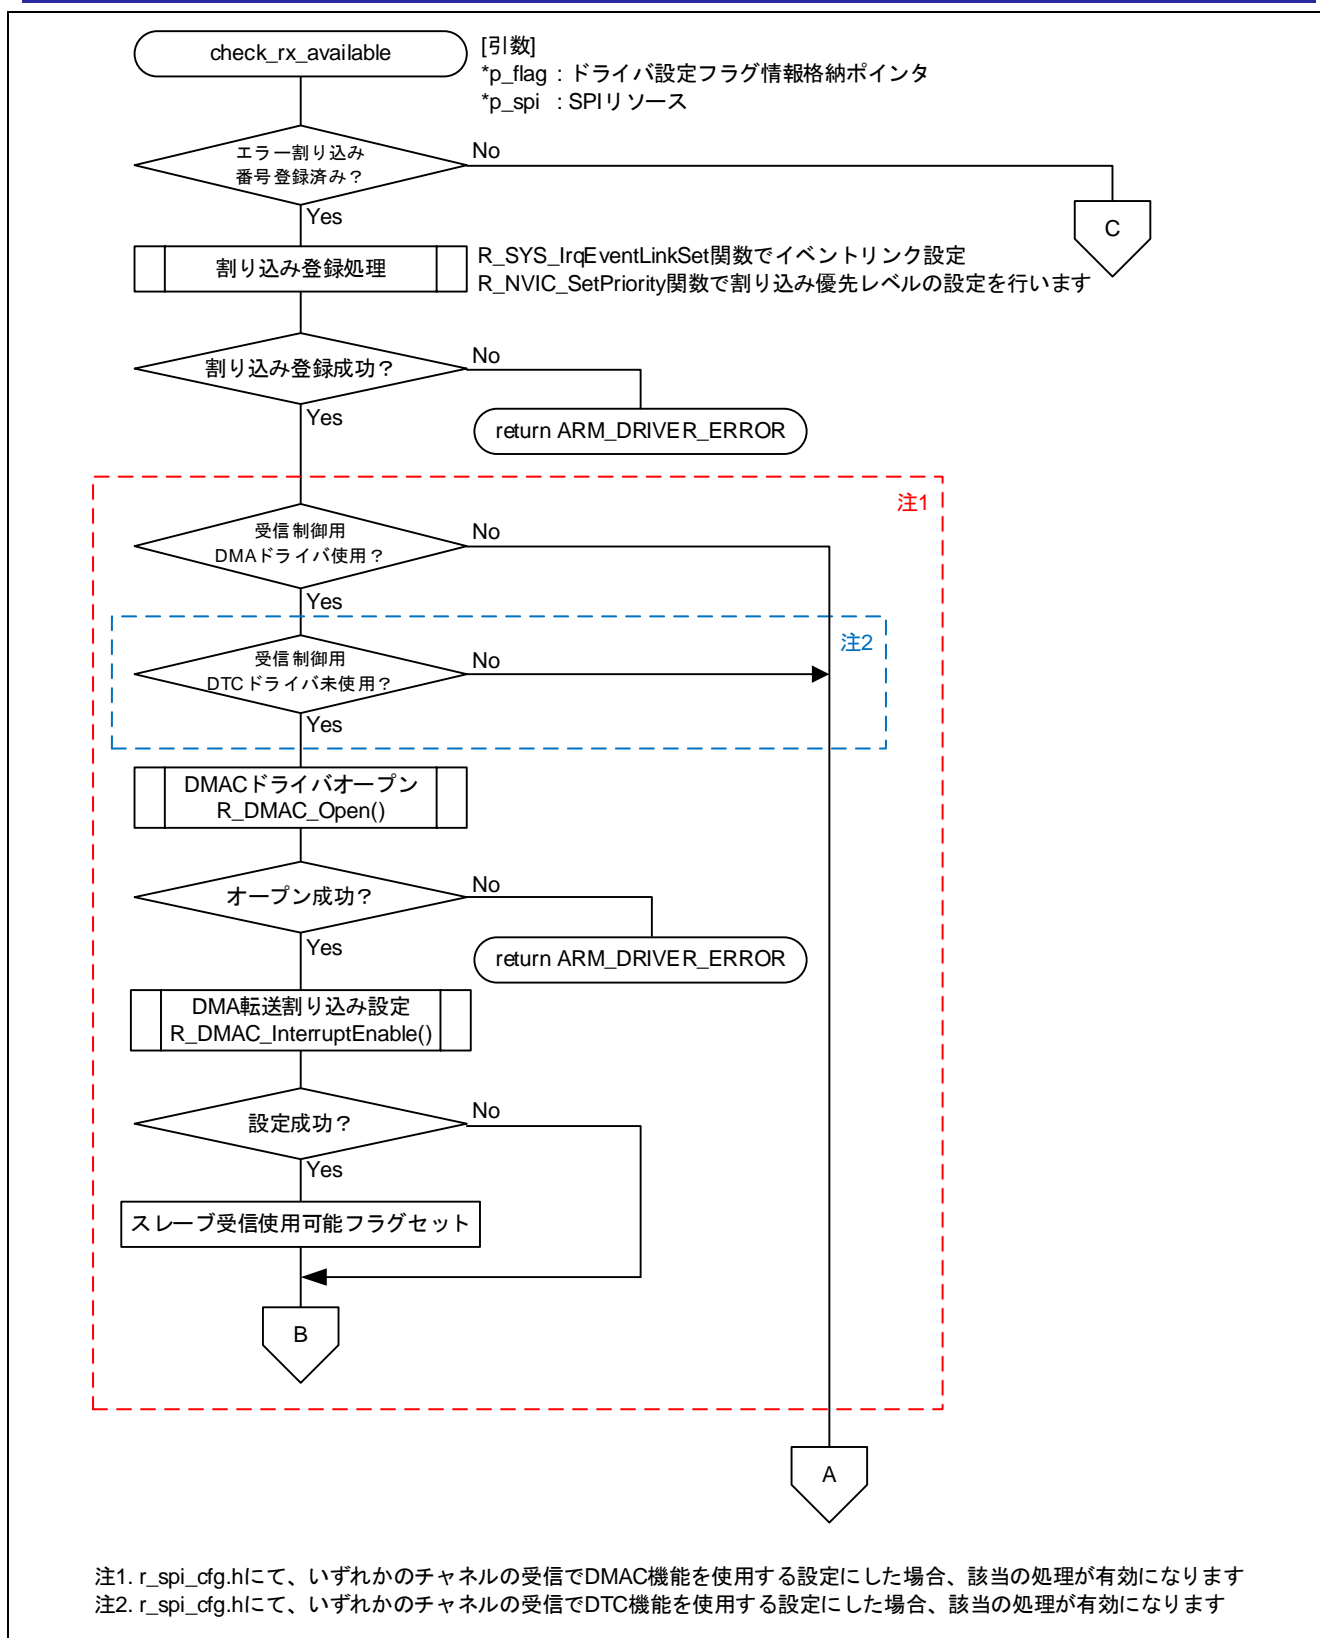 check_rx_available
[引数]
*p_flag : ドライバ設定フラグ情報格納ポインタ
*p_spi : SPIリソース
エラー割り込み
番号登録済み？
No
C
Yes
割り込み登録処理
R_SYS_IrqEventLinkSet関数でイベントリンク設定
R_NVIC_SetPriority関数で割り込み優先レベルの設定を行います
割り込み登録成功？
No
Yes
return ARM_DRIVER_ERROR
注1
受信制御用
DMAドライバ使用？
No
Yes
注2
受信制御用
DTCドライバ未使用？
No
Yes
DMACドライバオープン
R_DMAC_Open()
オープン成功？
No
Yes
return ARM_DRIVER_ERROR
DMA転送割り込み設定
R_DMAC_InterruptEnable()
設定成功？
No
Yes
スレーブ受信使用可能フラグセット
B
A
注1. r_spi_cfg.hにて、いずれかのチャネルの受信でDMAC機能を使用する設定にした場合、該当の処理が有効になります
注2. r_spi_cfg.hにて、いずれかのチャネルの受信でDTC機能を使用する設定にした場合、該当の処理が有効になります